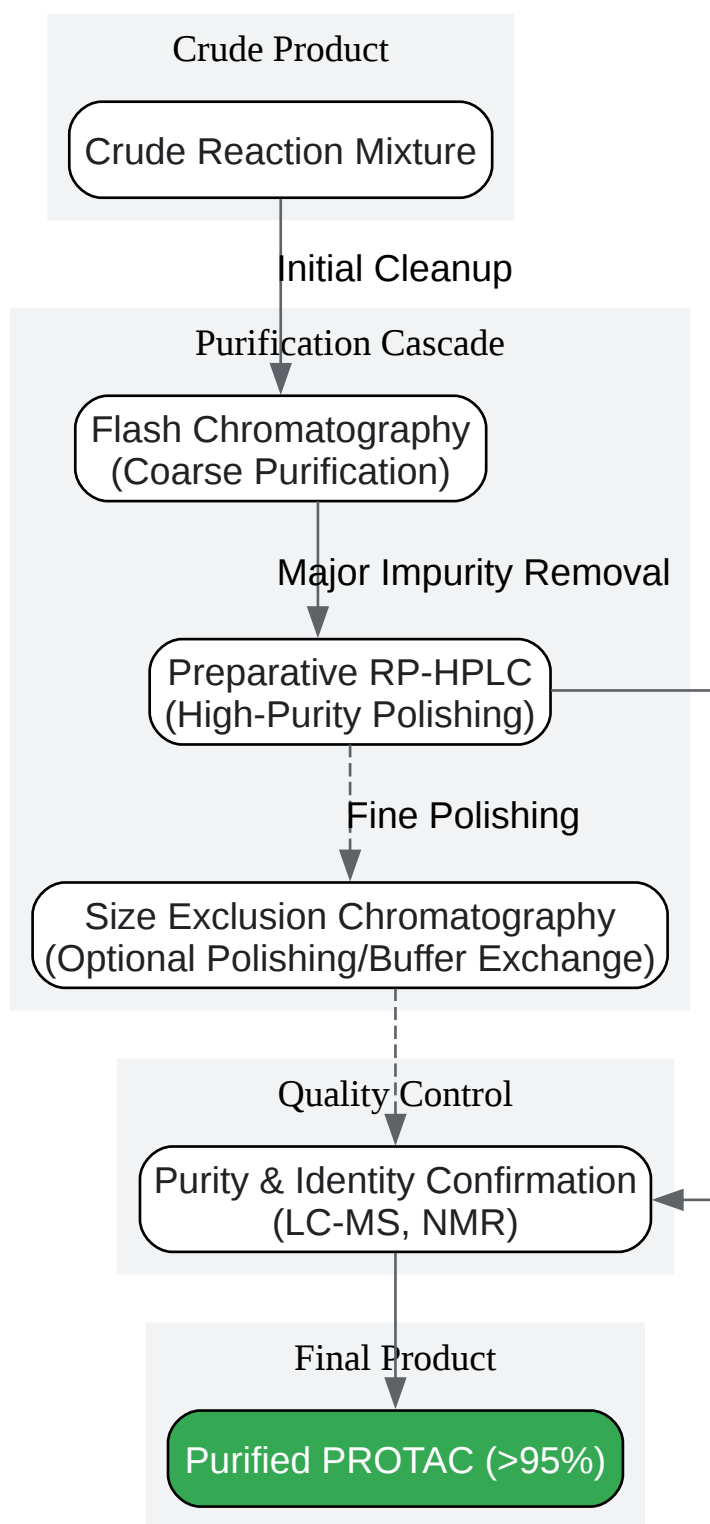 Crude Product
Crude Reaction Mixture
Initial Cleanup
Purification Cascade
Flash Chromatography
(Coarse Purification)
Major Impurity Removal
Preparative RP-HPLC
(High-Purity Polishing)
Fine Polishing
Size Exclusion Chromatography
(Optional Polishing/Buffer Exchange)
Quality Control
Purity & Identity Confirmation
(LC-MS, NMR)
Final Product
Purified PROTAC (>95%)